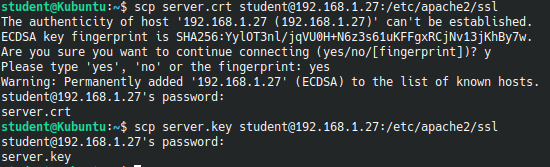 student@Kubuntu:~$ scp server.crt student@192.168.1.27:/etc/apache2/ssl
The authenticity of host '192.168.1.27 (192.168.1.27)' can't be established.
ECDSA key fingerprint is SHA256:YylOT3nl/jqVU0H+N6z3s61uKFFgxRCjNv13jKhBy7w.
Are you sure you want to continue connecting (yes/no/[fingerprint])? y
Please type 'yes', 'no' or the fingerprint: yes
Warning: Permanently added '192.168.1.27' (ECDSA) to the list of known hosts.
student@192.168.1.27's password:
server.crt
student@Kubuntu:~$ scp server.key student@192.168.1.27:/etc/apache2/ssl
student@192.168.1.27's password:
server.key